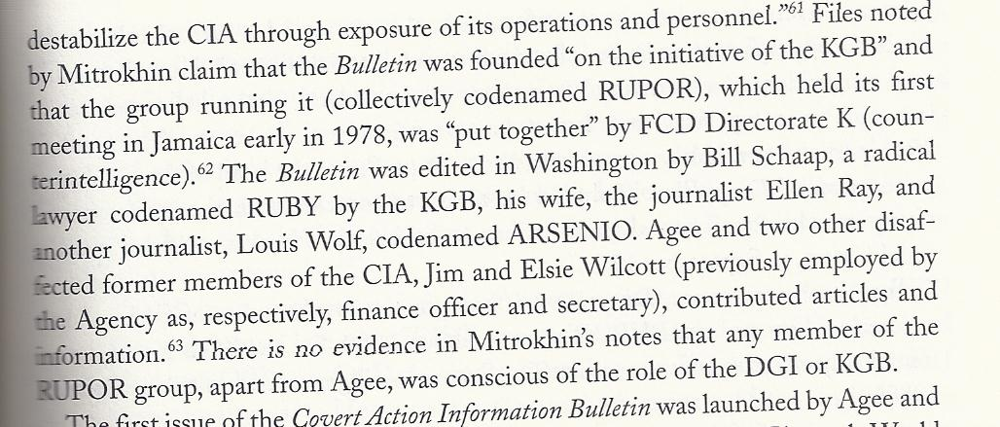 destabilize the CIA through exposure of its operations and personnel.”61 Files noted
by Mitrokhin claim that the Bulletin was founded “on the initiative of the KGB” and
that the group running it (collectively codenamed RUPOR), which held its first
meeting in Jamaica early in 1978, was “put together” by FCD Directorate K (coun-
terintelligence).62 The Bulletin was edited in Washington by Bill Schaap, a radical
lawyer codenamed RUBY by the KGB, his wife, the journalist Ellen Ray, and
another journalist, Louis Wolf, codenamed ARSENIO. Agee and two other disaf-
fected former members of the CIA, Jim and Elsie Wilcott (previously employed by
the Agency as, respectively, finance officer and secretary), contributed articles and
information.63 There is no evidence in Mitrokhin’s notes that any member of the
RUPOR group, apart from Agee, was conscious of the role of the DGI or KGB.
The first issue of the Covert Action Information Bulletin was launched by Agee and